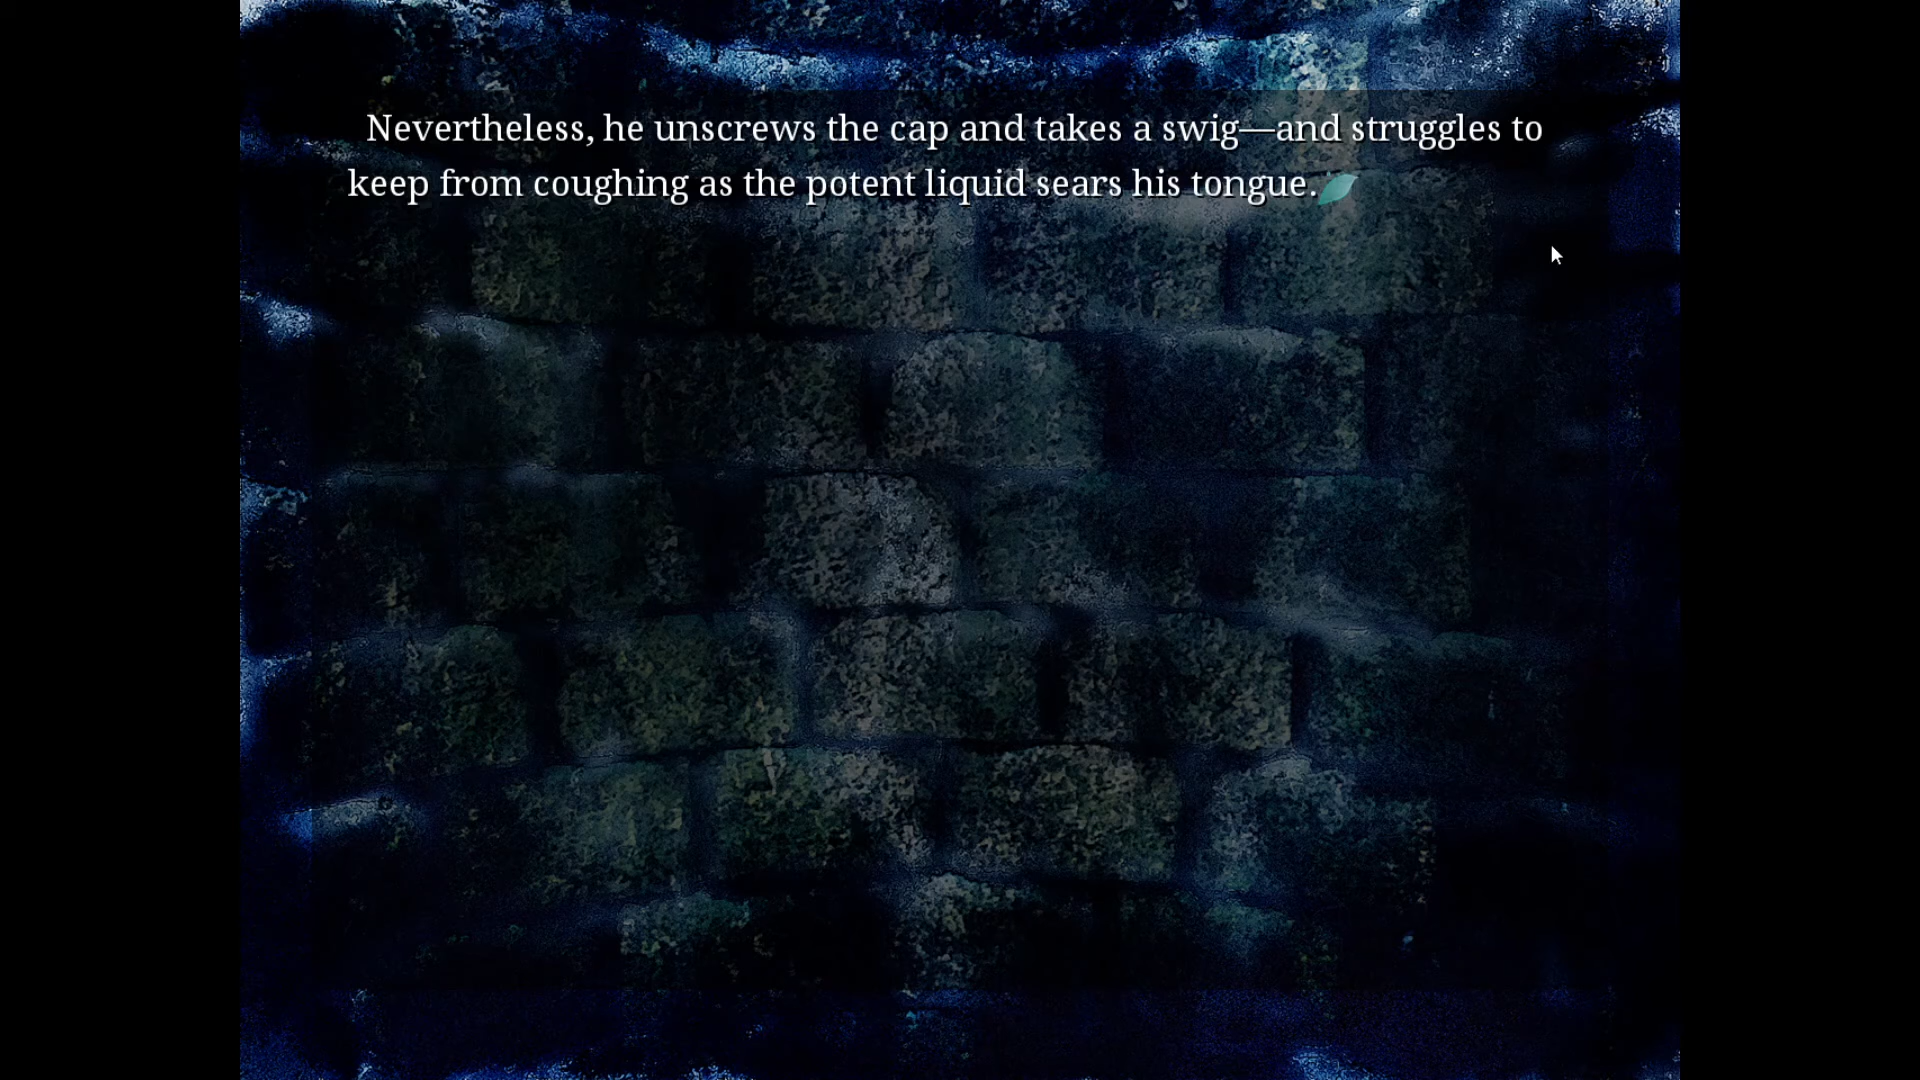 Nevertheless, he unscrews the cap and takes a swig—and struggles to
keep from coughing as the potent liquid sears his tongue.